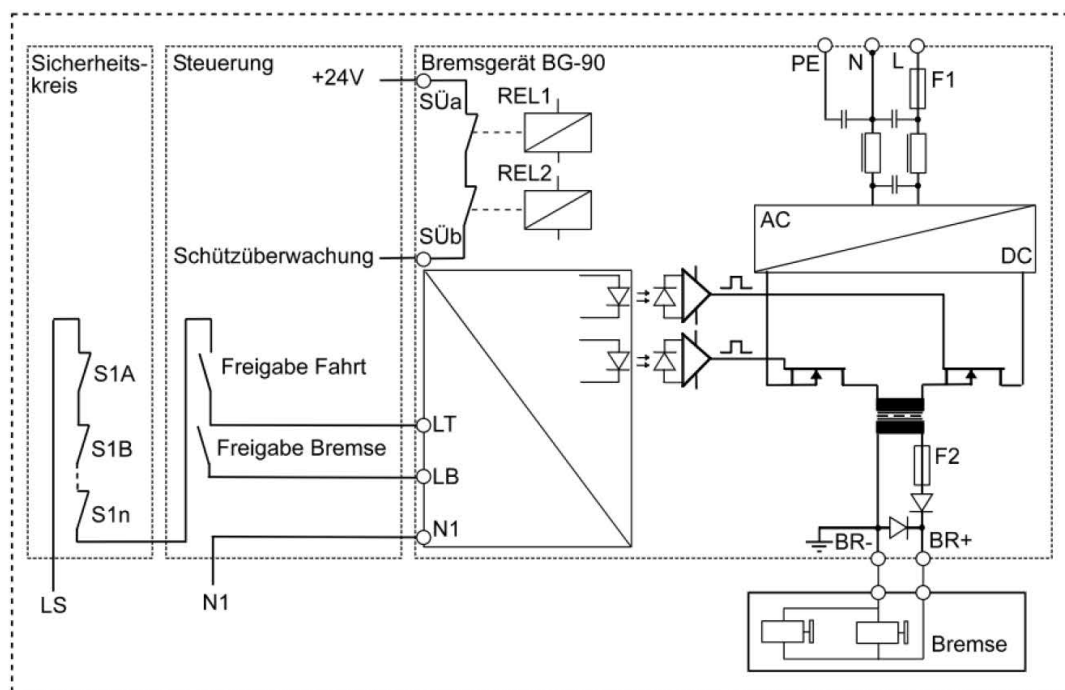 Sicherheits-
kreis
Steuerung
+24V
Bremsgerät BG-90
SÜa
REL1
REL2
SÜb
Schützüberwachung
PE
N
L
F1
AC
DC
S1A
S1B
S1n
Freigabe Fahrt
Freigabe Bremse
LT
LB
N1
F2
BR-
BR+
LS
N1
Bremse